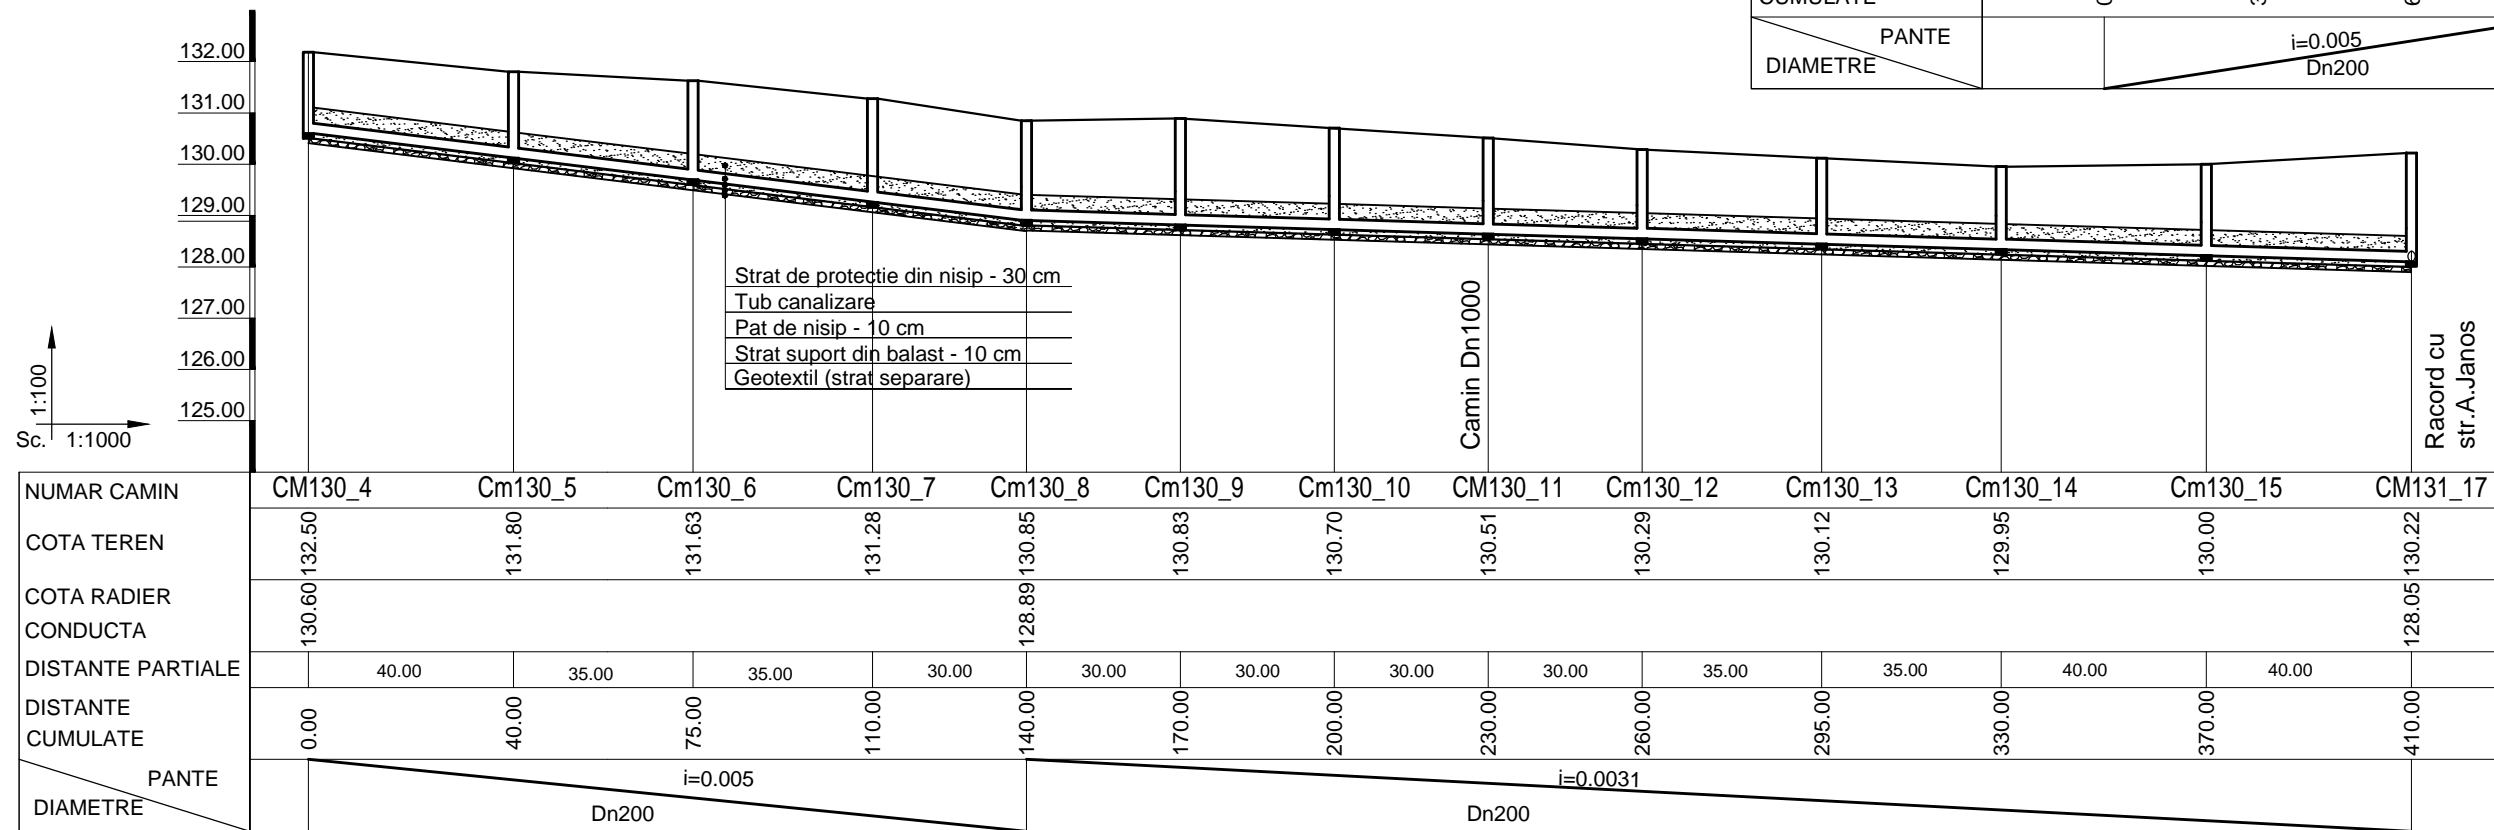 CUMULATE
PANTE
DIAMETRE
i=0.005
Dn200
132.00
131.00
130.00
129.00
128.00
127.00
126.00
125.00
1:100
Sc. 1:1000
Strat de protectie din nisip - 30 cm
Tub canalizare
Pat de nisip - 10 cm
Strat suport din balast - 10 cm
Geotextil (strat separare)
Camin Dn1000
Racord cu
str.A.Janos
NUMAR CAMIN CM130_4 Cm130_5 Cm130_6 Cm130_7 Cm130_8 Cm130_9 Cm130_10 CM130_11 Cm130_12 Cm130_13 Cm130_14 Cm130_15 CM131_17
COTA TEREN 132.50 131.80 131.63 131.28 130.85 130.83 130.70 130.51 130.29 130.12 129.95 130.00 130.22
COTA RADIER
CONDUCTA 130.60 128.89 128.05
DISTANTE PARTIALE 40.00 35.00 35.00 30.00 30.00 30.00 30.00 30.00 35.00 35.00 40.00 40.00
DISTANTE
CUMULATE 0.00 40.00 75.00 110.00 140.00 170.00 200.00 230.00 260.00 295.00 330.00 370.00 410.00
PANTE i=0.005 i=0.0031
DIAMETRE Dn200 Dn200